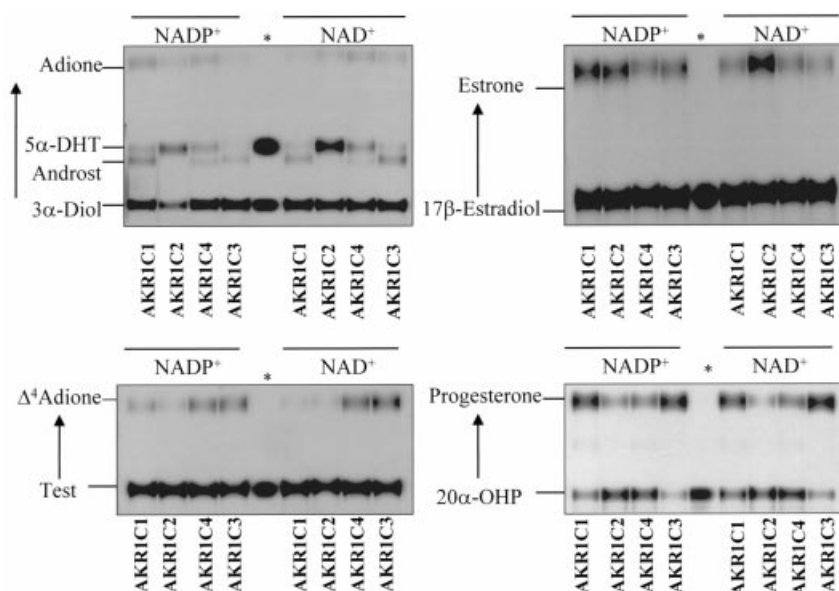 NADP⁺ * NAD⁺
Adione
5α-DHT
Androst
3α-Diol
AKR1C1 AKR1C2 AKR1C4 AKR1C3 AKR1C1 AKR1C2 AKR1C4 AKR1C3
NADP⁺ * NAD⁺
Estrone
17β-Estradiol
AKR1C1 AKR1C2 AKR1C4 AKR1C3 AKR1C1 AKR1C2 AKR1C4 AKR1C3
NADP⁺ * NAD⁺
Δ⁴Adione
Test
AKR1C1 AKR1C2 AKR1C4 AKR1C3 AKR1C1 AKR1C2 AKR1C4 AKR1C3
NADP⁺ * NAD⁺
Progesterone
20α-OHP
AKR1C1 AKR1C2 AKR1C4 AKR1C3 AKR1C1 AKR1C2 AKR1C4 AKR1C3